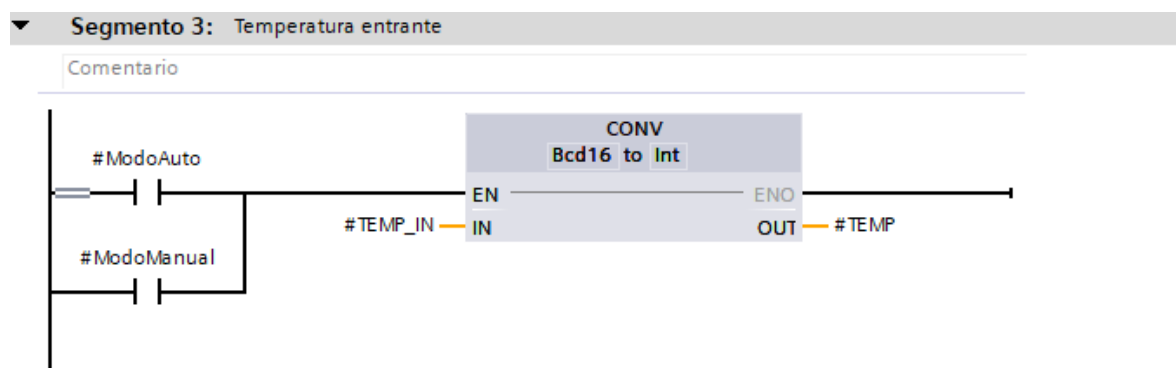 Segmento 3: Temperatura entrante
Comentario
CONV
Bcd16 to Int
#ModoAuto
EN ENO
#TEMP_IN IN OUT #TEMP
#ModoManual